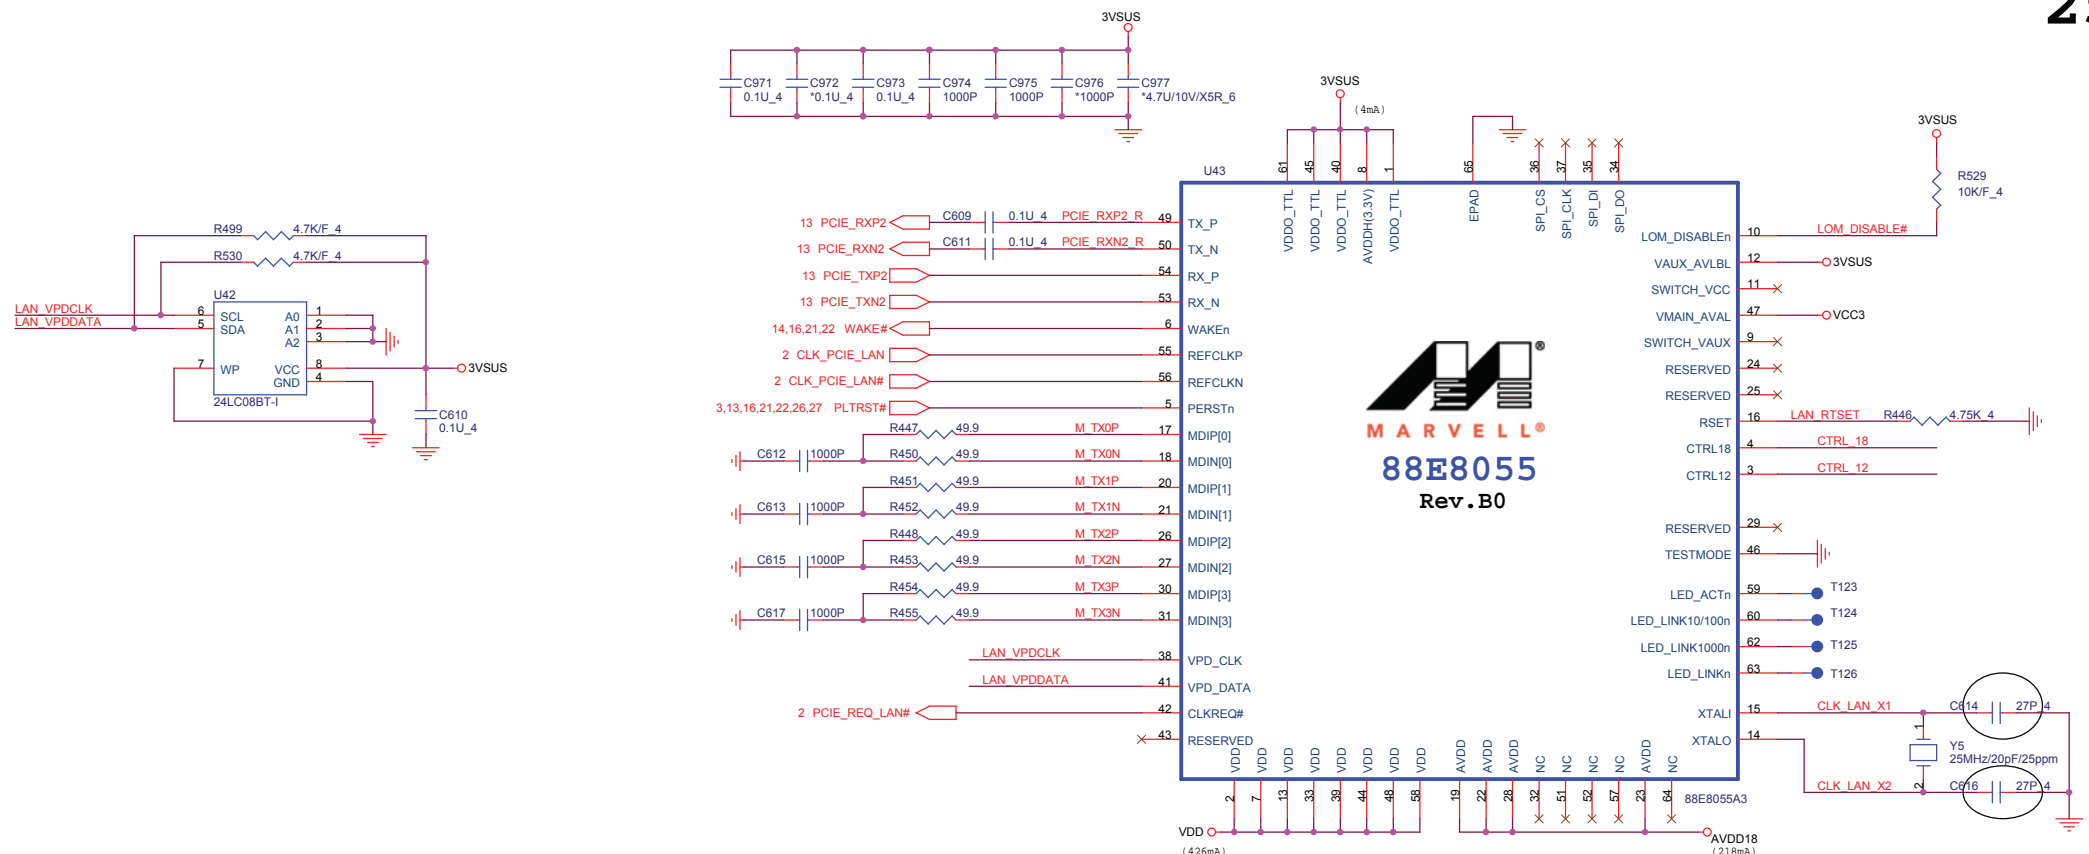 3VSUS
C971 C972 C973 C974 C975 C976 C977
0.1U_4 *0.1U_4 0.1U_4 1000P 1000P *1000P *4.7U/10V/X5R_6
3VSUS
(4mA)
3VSUS
R529
10K/F_4
U43
61 45 40 8 1 65 36 37 35 34
VDDO_TTL VDDO_TTL VDDO_TTL AVDDH(3.3V) VDDO_TTL EPAD SPI_CS SPI_CLK SPI_DI SPI_DO
R499 4.7K/F_4
R530 4.7K/F_4
U42
LAN_VPDCLK 6 SCL A0 1
LAN_VPDDATA 5 SDA A1 2
A2 3
7 WP VCC 8 3VSUS
GND 4
24LC08BT-I
C610
0.1U_4
13 PCIE_RXP2 C609 0.1U_4 PCIE_RXP2_R 49 TX_P
13 PCIE_RXN2 C611 0.1U_4 PCIE_RXN2_R 50 TX_N
13 PCIE_TXP2 54 RX_P
13 PCIE_TXN2 53 RX_N
14,16,21,22 WAKE# 6 WAKEn
2 CLK_PCIE_LAN 55 REFCLKP
2 CLK_PCIE_LAN# 56 REFCLKN
3,13,16,21,22,26,27 PLTRST# 5 PERSTn
R447 49.9 M_TX0P 17 MDIP[0]
C612 1000P R450 49.9 M_TX0N 18 MDIN[0]
R451 49.9 M_TX1P 20 MDIP[1]
C613 1000P R452 49.9 M_TX1N 21 MDIN[1]
R448 49.9 M_TX2P 26 MDIP[2]
C615 1000P R453 49.9 M_TX2N 27 MDIN[2]
R454 49.9 M_TX3P 30 MDIP[3]
C617 1000P R455 49.9 M_TX3N 31 MDIN[3]
LAN_VPDCLK 38 VPD_CLK
LAN_VPDDATA 41 VPD_DATA
2 PCIE_REQ_LAN# 42 CLKREQ#
43 RESERVED
MARVELL®
88E8055
Rev.B0
LOM_DISABLEn 10 LOM_DISABLE#
VAUX_AVLBL 12 3VSUS
SWITCH_VCC 11
VMAIN_AVAL 47 VCC3
SWITCH_VAUX 9
RESERVED 24
RESERVED 25
RSET 16 LAN_RTSET R446 4.75K_4
CTRL18 4 CTRL_18
CTRL12 3 CTRL_12
RESERVED 29
TESTMODE 46
LED_ACTn 59 T123
LED_LINK10/100n 60 T124
LED_LINK1000n 62 T125
LED_LINKn 63 T126
XTALI 15 CLK_LAN_X1 C614 27P_4
XTALO 14
1 Y5
25MHz/20pF/25ppm
2 CLK_LAN_X2 C616 27P_4
VDD VDD VDD VDD VDD VDD VDD VDD AVDD AVDD AVDD NC NC NC NC AVDD NC
2 7 13 33 39 44 48 58 19 22 28 32 51 52 57 23 64 88E8055A3
VDD AVDD18
(426mA) (218mA)